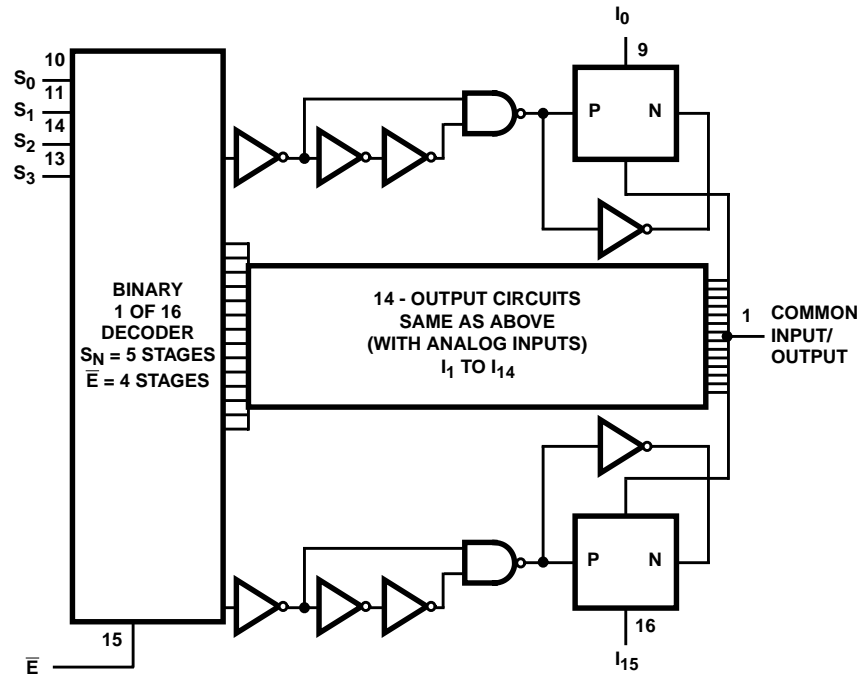 I0
10
9
S0
11
S1
14
P
N
S2
13
S3
BINARY
1 OF 16
DECODER
SN = 5 STAGES
E̅ = 4 STAGES
14 - OUTPUT CIRCUITS
SAME AS ABOVE
(WITH ANALOG INPUTS)
I1 TO I14
1
COMMON
INPUT/
OUTPUT
P
N
15
16
E̅
I15